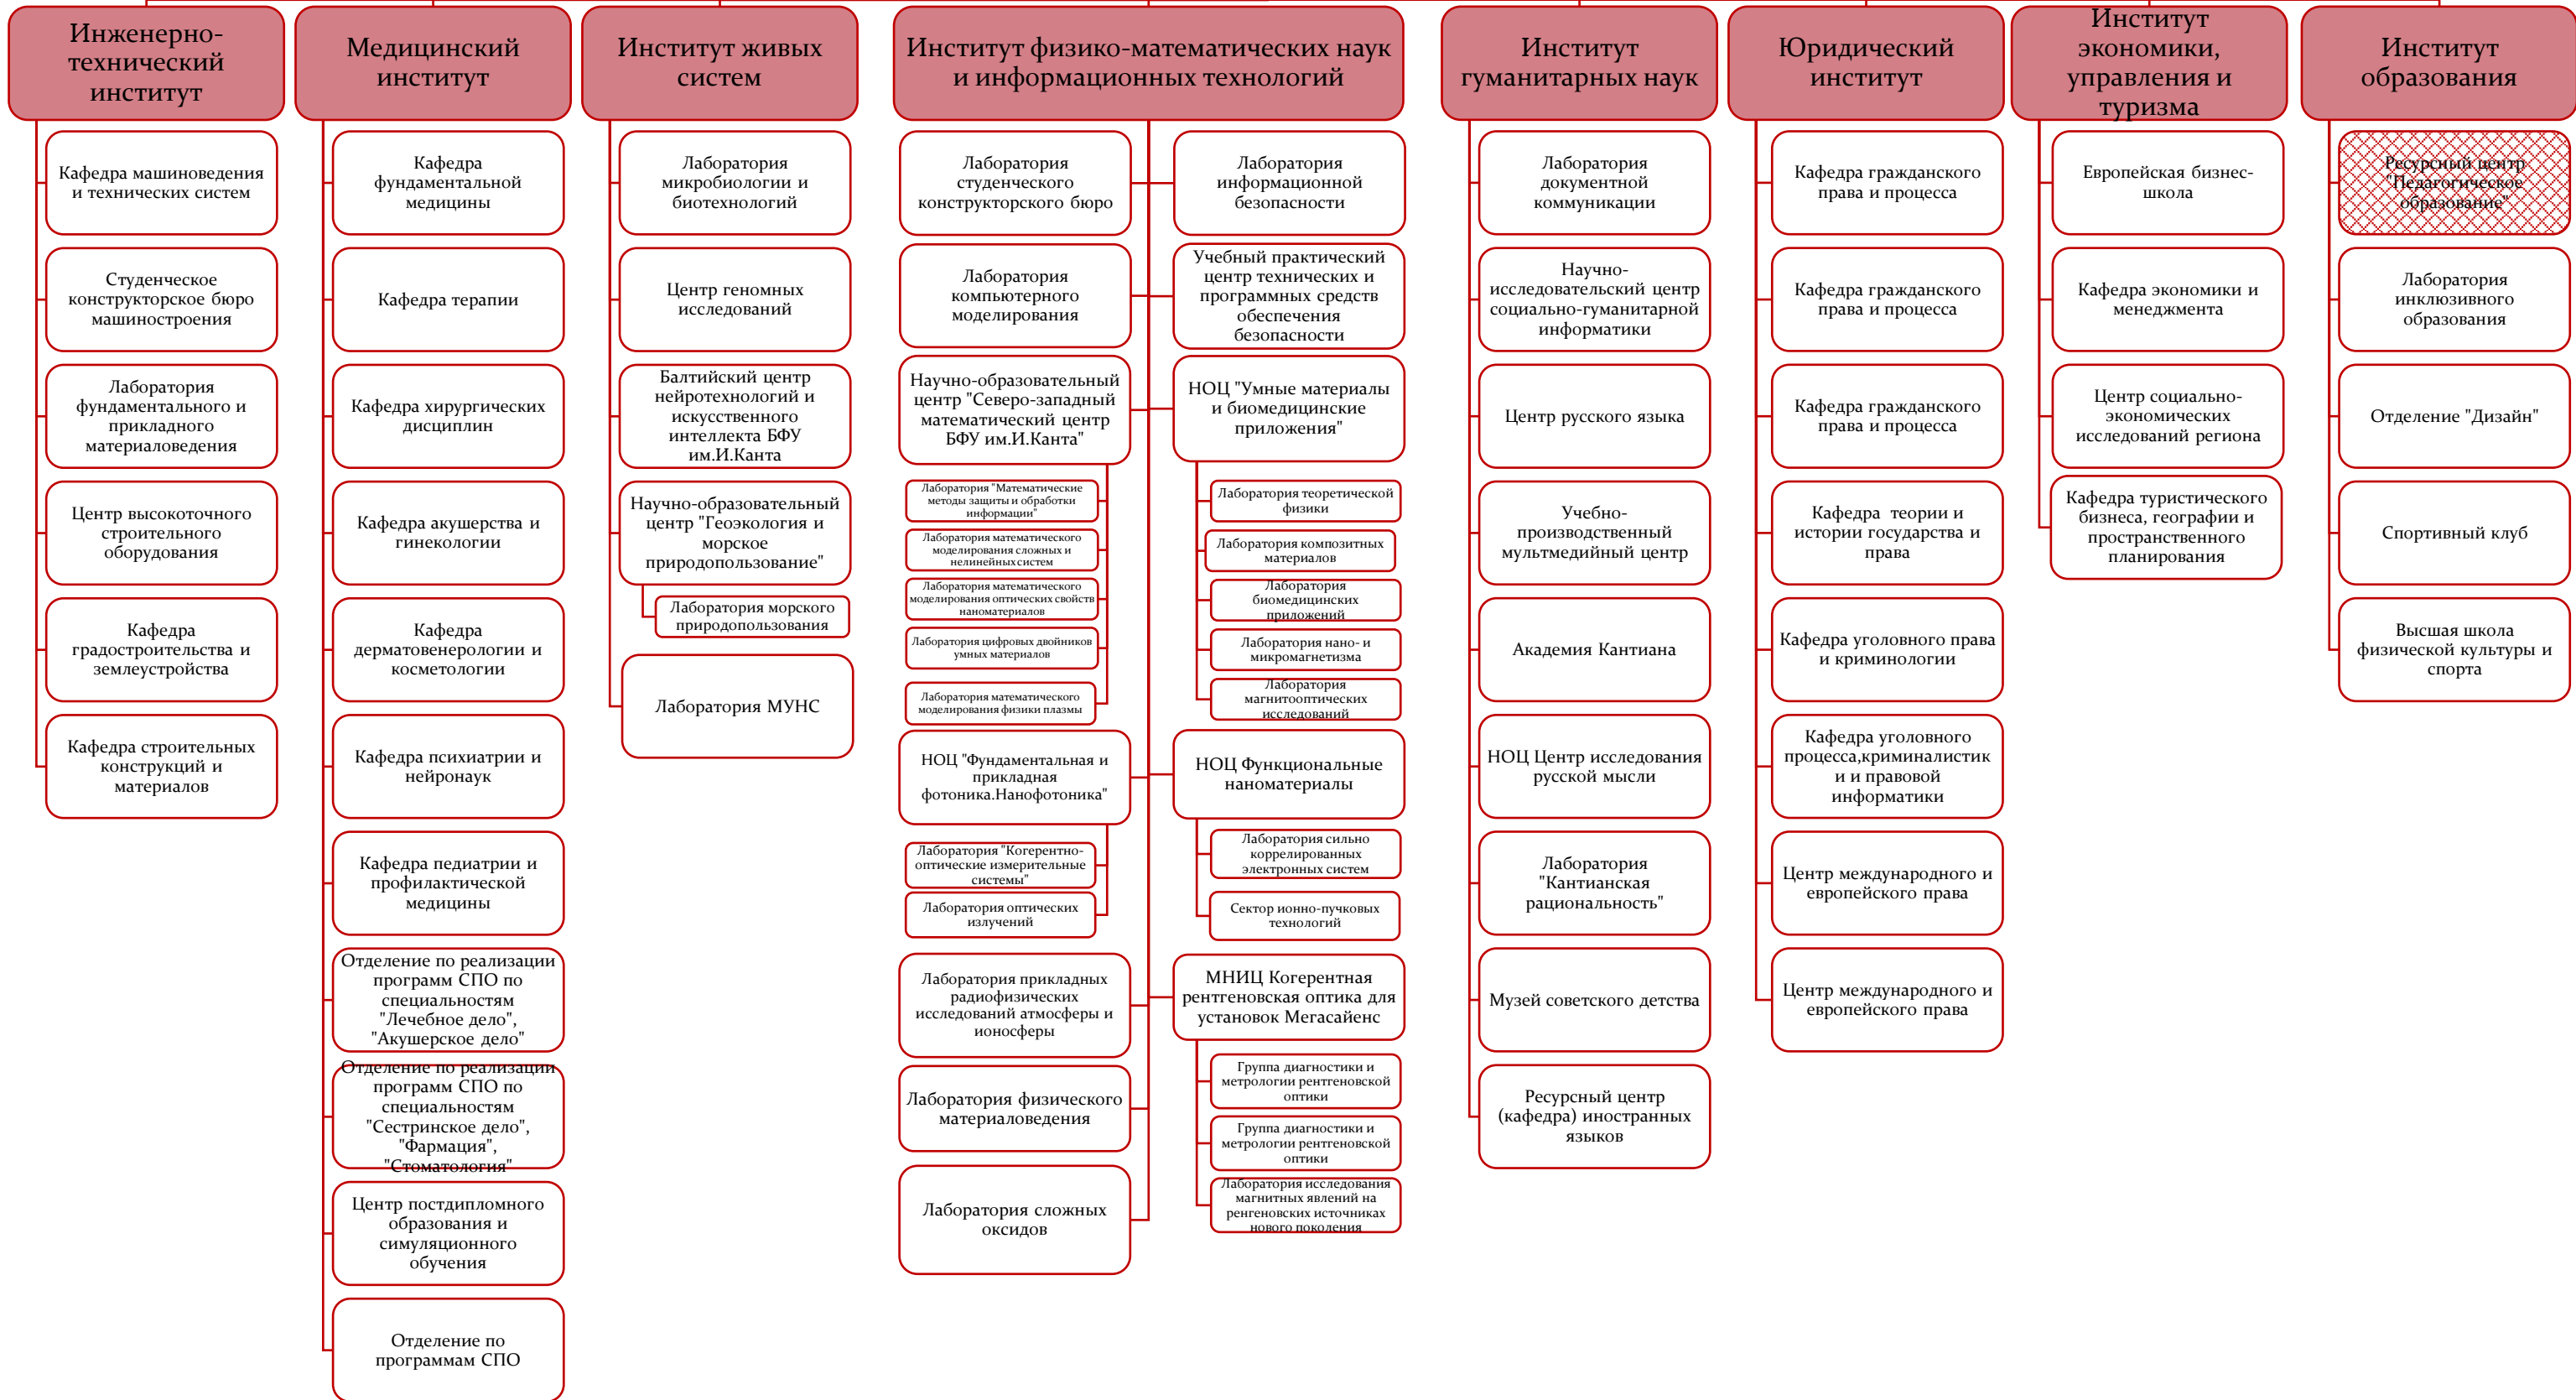 Инженерно-
технический
институт
Кафедра машиноведения
и технических систем
Студенческое
конструкторское бюро
машиностроения
Лаборатория
фундаментального и
прикладного
материаловедения
Центр высокоточного
строительного
оборудования
Кафедра
градостроительства и
землеустройства
Кафедра строительных
конструкций и
материалов
Медицинский
институт
Кафедра
фундаментальной
медицины
Кафедра терапии
Кафедра хирургических
дисциплин
Кафедра акушерства и
гинекологии
Кафедра
дерматовенерологии и
косметологии
Кафедра психиатрии и
нейронаук
Кафедра педиатрии и
профилактической
медицины
Отделение по реализации
программ СПО по
специальностям
"Лечебное дело",
"Акушерское дело"
Отделение по реализации
программ СПО по
специальностям
"Сестринское дело",
"Фармация",
"Стоматология"
Центр постдипломного
образования и
симуляционного
обучения
Отделение по
программам СПО
Институт живых
систем
Лаборатория
микробиологии и
биотехнологий
Центр геномных
исследований
Балтийский центр
нейротехнологий и
искусственного
интеллекта БФУ
им.И.Канта
Научно-образовательный
центр "Геоэкология и
морское
природопользование"
Лаборатория морского
природопользования
Лаборатория МУНС
Институт физико-математических наук
и информационных технологий
Лаборатория
студенческого
конструкторского бюро
Лаборатория
компьютерного
моделирования
Научно-образовательный
центр "Северо-западный
математический центр
БФУ им.И.Канта"
Лаборатория "Математические
методы защиты и обработки
информации"
Лаборатория математического
моделирования сложных и
нелинейных систем
Лаборатория математического
моделирования оптических свойств
наноматериалов
Лаборатория цифровых двойников
умных материалов
Лаборатория математического
моделирования физики плазмы
НОЦ "Фундаментальная и
прикладная
фотоника.Нанофотоника"
Лаборатория "Когерентно-
оптические измерительные
системы"
Лаборатория оптических
излучений
Лаборатория прикладных
радиофизических
исследований атмосферы и
ионосферы
Лаборатория физического
материаловедения
Лаборатория сложных
оксидов
Лаборатория
информационной
безопасности
Учебный практический
центр технических и
программных средств
обеспечения
безопасности
НОЦ "Умные материалы
и биомедицинские
приложения"
Лаборатория теоретической
физики
Лаборатория композитных
материалов
Лаборатория
биомедицинских
приложений
Лаборатория нано- и
микромагнетизма
Лаборатория
магнитооптических
исследований
НОЦ Функциональные
наноматериалы
Лаборатория сильно
коррелированных
электронных систем
Сектор ионно-пучковых
технологий
МНИЦ Когерентная
рентгеновская оптика для
установок Мегасайенс
Группа диагностики и
метрологии рентгеновской
оптики
Группа диагностики и
метрологии рентгеновской
оптики
Лаборатория исследования
магнитных явлений на
ренгеновских источниках
нового поколения
Институт
гуманитарных наук
Лаборатория
документной
коммуникации
Научно-
исследовательский центр
социально-гуманитарной
информатики
Центр русского языка
Учебно-
производственный
мультмедийный центр
Академия Кантиана
НОЦ Центр исследования
русской мысли
Лаборатория
"Кантианская
рациональность"
Музей советского детства
Ресурсный центр
(кафедра) иностранных
языков
Юридический
институт
Кафедра гражданского
права и процесса
Кафедра гражданского
права и процесса
Кафедра гражданского
права и процесса
Кафедра теории и
истории государства и
права
Кафедра уголовного права
и криминологии
Кафедра уголовного
процесса,криминалистик
и и правовой
информатики
Центр международного и
европейского права
Центр международного и
европейского права
Институт
экономики,
управления и
туризма
Европейская бизнес-
школа
Кафедра экономики и
менеджмента
Центр социально-
экономических
исследований региона
Кафедра туристического
бизнеса, географии и
пространственного
планирования
Институт
образования
Ресурсный центр
"Педагогическое
образование"
Лаборатория
инклюзивного
образования
Отделение "Дизайн"
Спортивный клуб
Высшая школа
физической культуры и
спорта